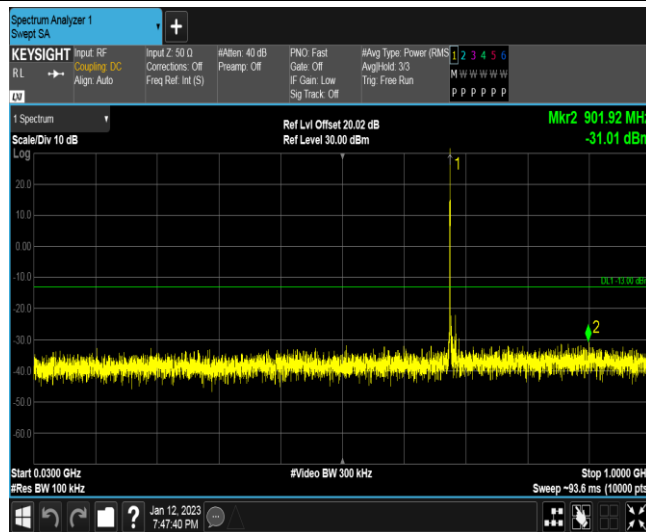 Spectrum Analyzer 1
Swept SA
+
KEYSIGHT
RL
LXI
Input: RF
Coupling: DC
Align: Auto
Input Z: 50 Ω
Corrections: Off
Freq Ref: Int (S)
#Atten: 40 dB
Preamp: Off
PNO: Fast
Gate: Off
IF Gain: Low
Sig Track: Off
#Avg Type: Power (RMS
Avg|Hold: 3/3
Trig: Free Run
1 2 3 4 5 6
M W W W W W
P P P P P P
1 Spectrum
Scale/Div 10 dB
Log
Ref Lvl Offset 20.02 dB
Ref Level 30.00 dBm
Mkr2 901.92 MHz
-31.01 dBm
1
20.0
10.0
0.00
-10.0
DL1 -13.00 dBm
-20.0
2
-30.0
-40.0
-50.0
-60.0
Start 0.0300 GHz
#Video BW 300 kHz
Stop 1.0000 GHz
#Res BW 100 kHz
Sweep ~93.6 ms (10000 pts)
?
Jan 12, 2023
7:47:40 PM